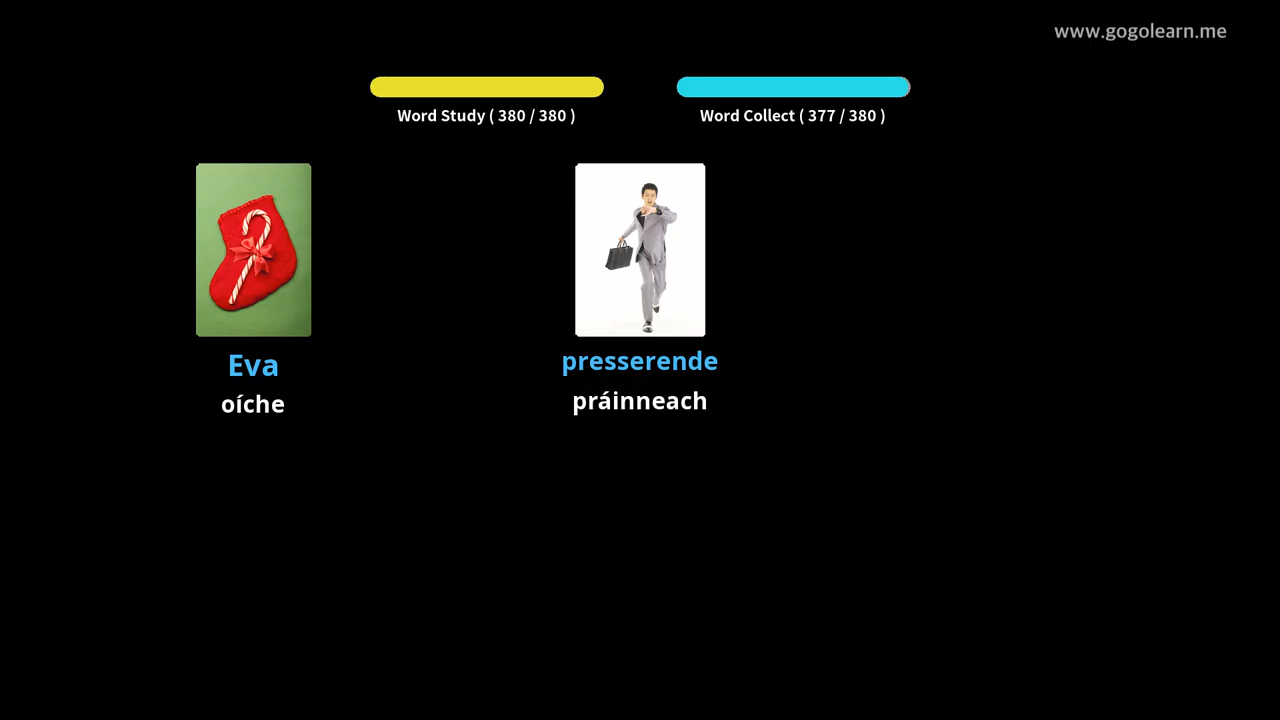 www.gogolearn.me
Word Study ( 380 / 380 )
Word Collect ( 377 / 380 )
Eva
oíche
presserende
práinneach